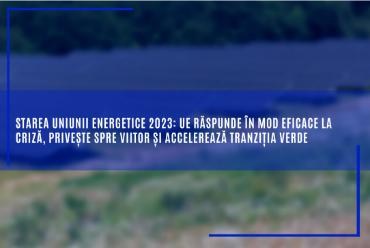 STAREA UNIUNII ENERGETICE 2023: UE RĂSPUNDE ÎN MOD EFICACE LA
CRIZĂ, PRIVEȘTE SPRE VIITOR ȘI ACCELEREAZĂ TRANZIȚIA VERDE